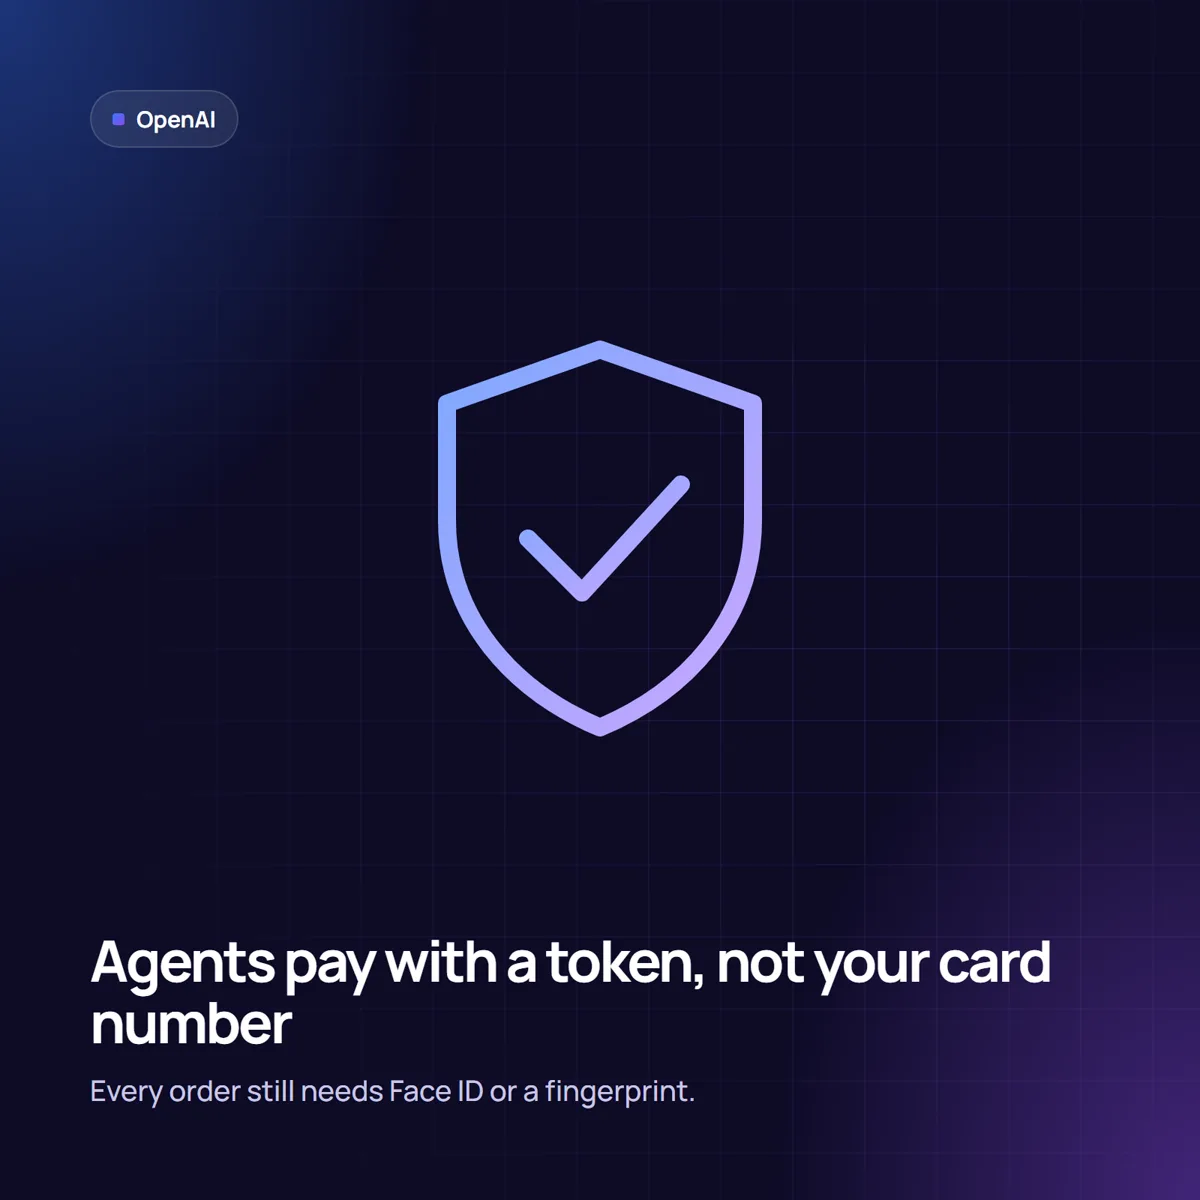 OpenAI
Agents pay with a token, not your card
number
Every order still needs Face ID or a fingerprint.